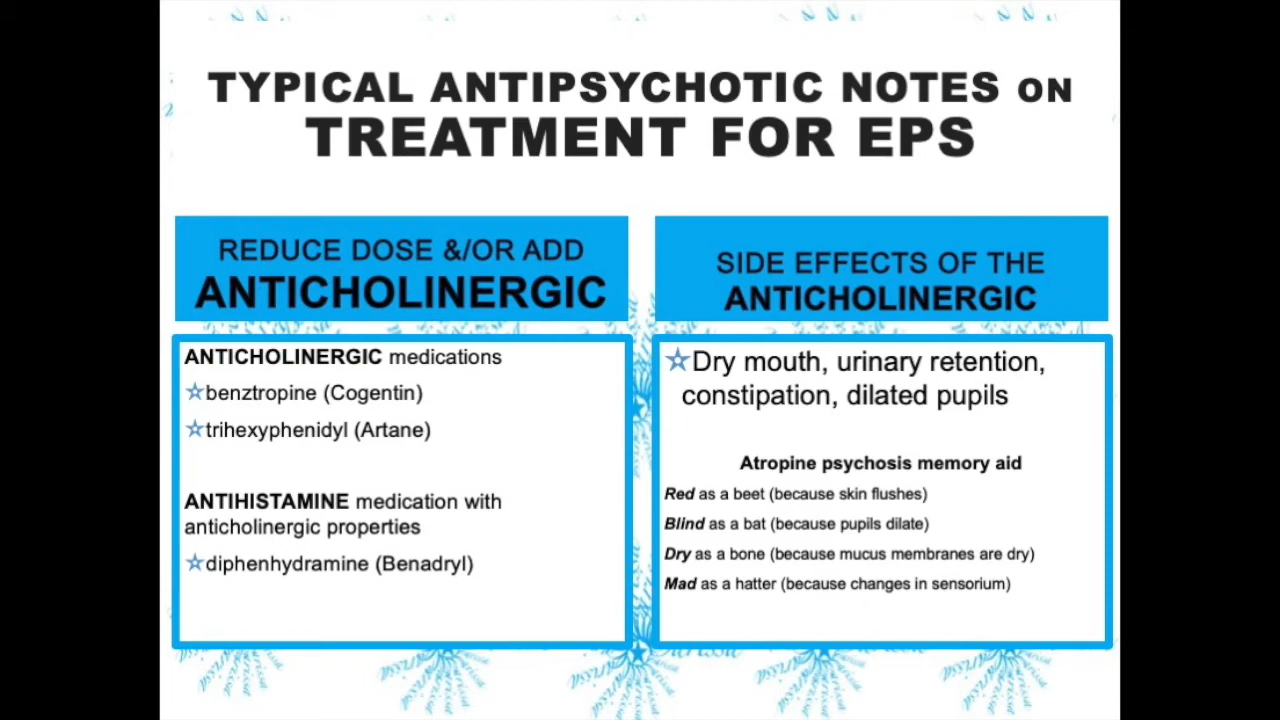 TYPICAL ANTIPSYCHOTIC NOTES ON
TREATMENT FOR EPS
REDUCE DOSE &/OR ADD
ANTICHOLINERGIC
ANTICHOLINERGIC medications
benztropine (Cogentin)
trihexyphenidyl (Artane)
ANTIHISTAMINE medication with
anticholinergic properties
diphenhydramine (Benadryl)
SIDE EFFECTS OF THE
ANTICHOLINERGIC
Dry mouth, urinary retention,
constipation, dilated pupils
Atropine psychosis memory aid
Red as a beet (because skin flushes)
Blind as a bat (because pupils dilate)
Dry as a bone (because mucus membranes are dry)
Mad as a hatter (because changes in sensorium)